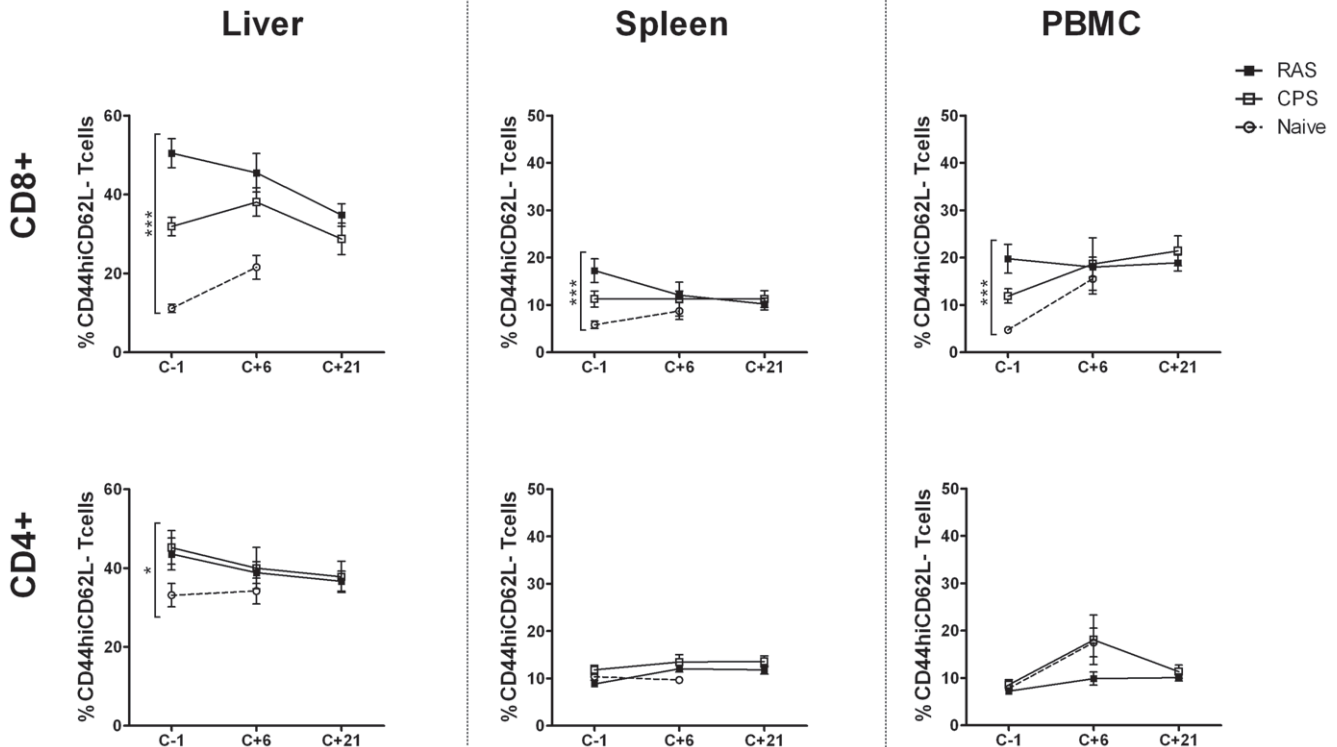 Liver
Spleen
PBMC
RAS
CPS
Naive
CD8+
% CD44hiCD62L- Tcells
60
40
20
0
***
C-1 C+6 C+21
% CD44hiCD62L- Tcells
50
40
30
20
10
0
***
C-1 C+6 C+21
% CD44hiCD62L- Tcells
50
40
30
20
10
0
***
C-1 C+6 C+21
CD4+
% CD44hiCD62L- Tcells
60
40
20
0
*
C-1 C+6 C+21
% CD44hiCD62L- Tcells
50
40
30
20
10
0
C-1 C+6 C+21
% CD44hiCD62L- Tcells
50
40
30
20
10
0
C-1 C+6 C+21